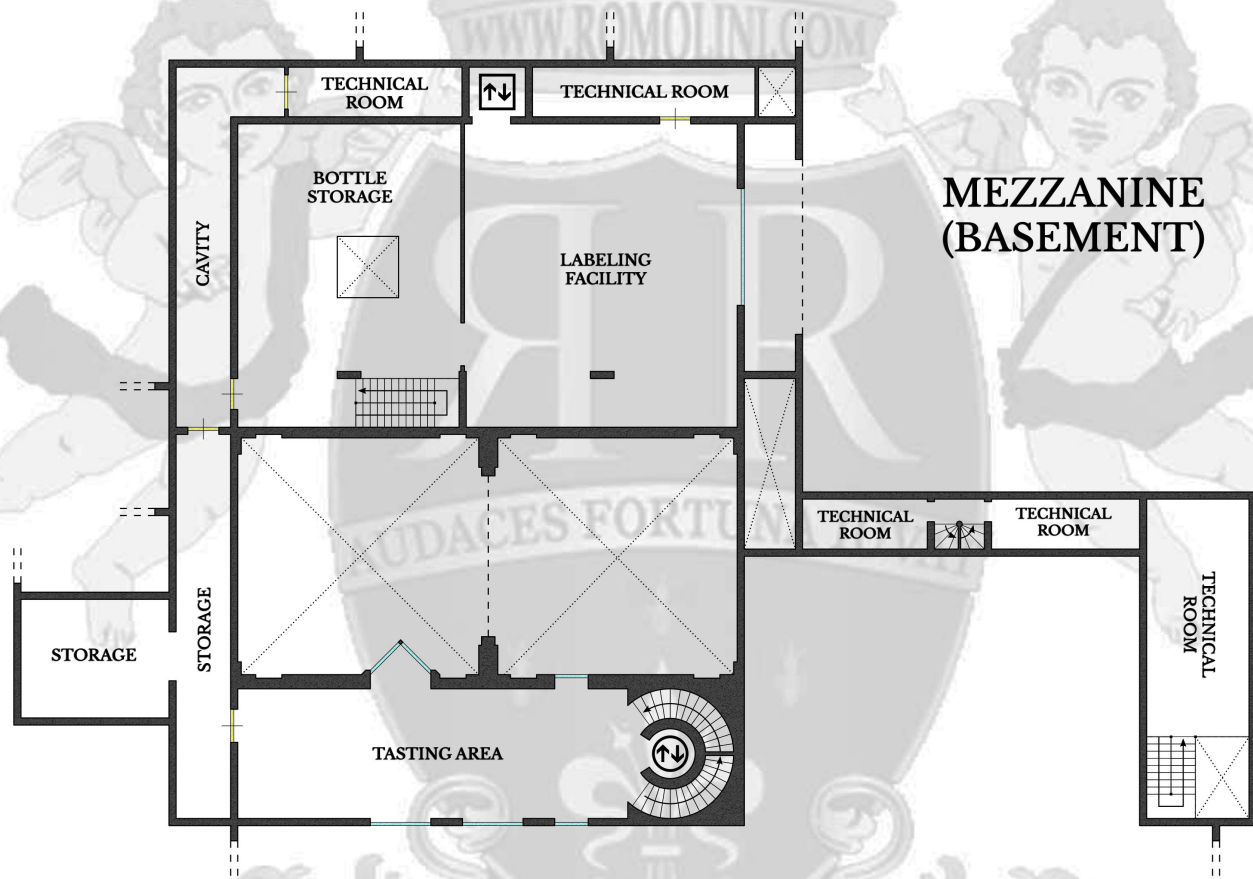 WWW.ROMOLINI.COM
TECHNICAL
ROOM
TECHNICAL ROOM
MEZZANINE
(BASEMENT)
BOTTLE
STORAGE
CAVITY
LABELING
FACILITY
AUDACES FORTUNA
TECHNICAL
ROOM
TECHNICAL
ROOM
TECHNICAL
ROOM
STORAGE
STORAGE
TASTING AREA
R R